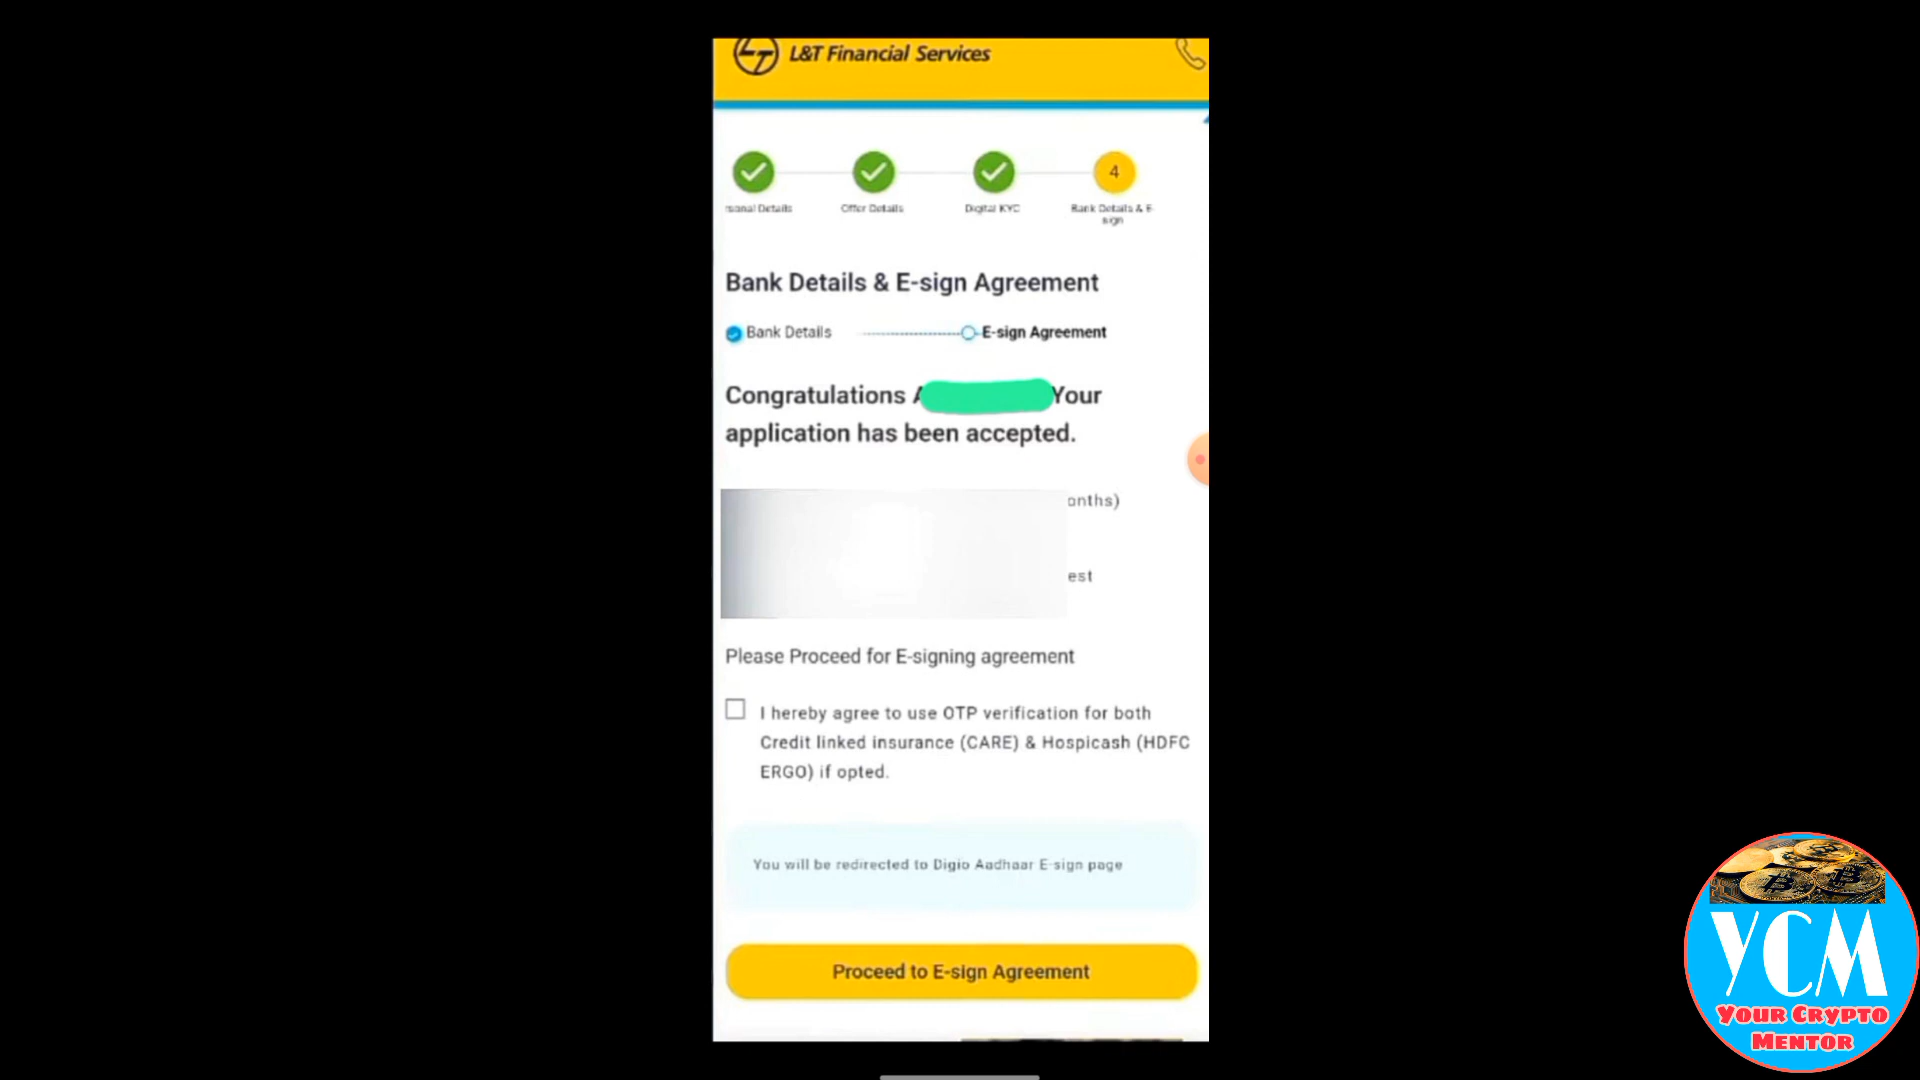 L&T Financial Services
4
rsonal Details
Offer Details
Digital KYC
Bank Details & E-
sign
Bank Details & E-sign Agreement
Bank Details
E-sign Agreement
Congratulations A Your
application has been accepted.
onths)
est
Please Proceed for E-signing agreement
I hereby agree to use OTP verification for both
Credit linked insurance (CARE) & Hospicash (HDFC
ERGO) if opted.
You will be redirected to Digio Aadhaar E-sign page
Proceed to E-sign Agreement
YCM
YOUR CRYPTO
MENTOR